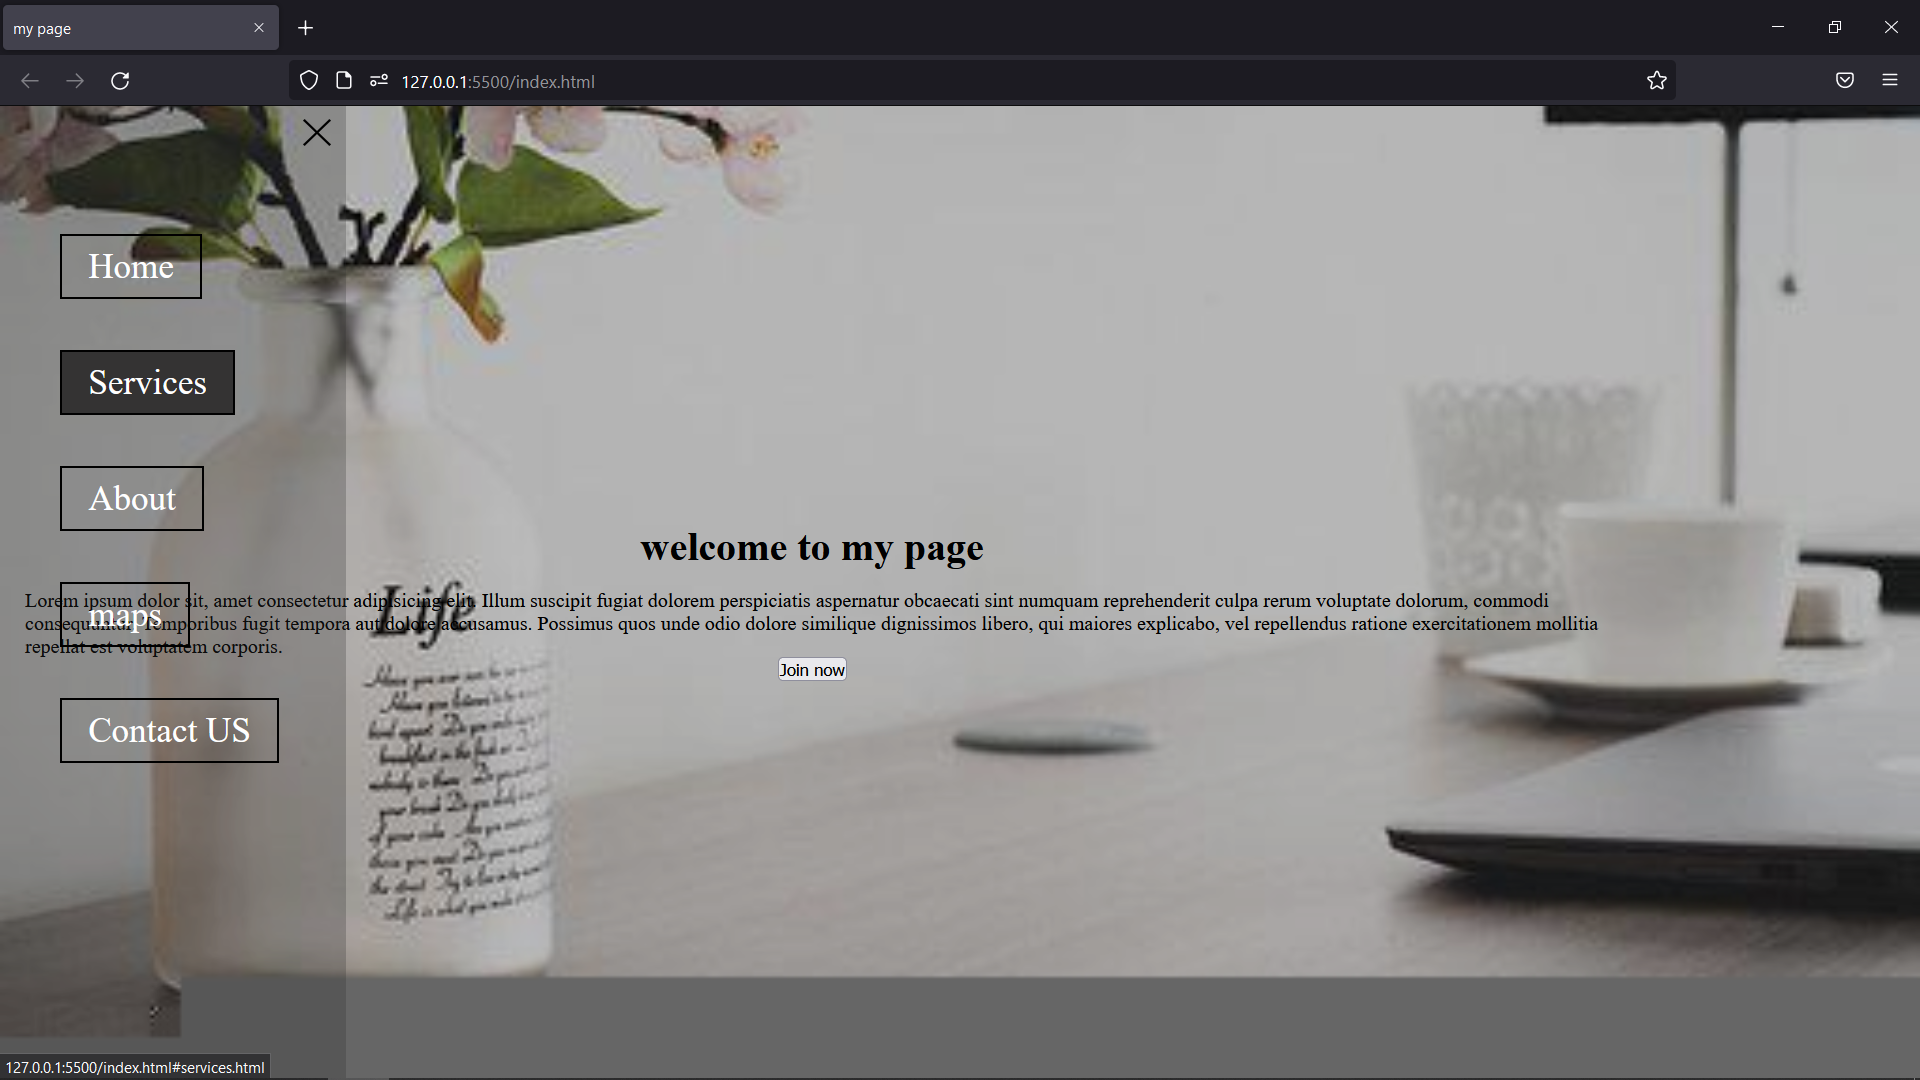 my page
127.0.0.1:5500/index.html
Home
Services
About
welcome to my page
maps
Lorem ipsum dolor sit, amet consectetur adipisicing elit. Illum suscipit fugiat dolorem perspiciatis aspernatur obcaecati sint numquam reprehenderit culpa rerum voluptate dolorum, commodi
consequuntur temporibus fugit tempora aut dolore accusamus. Possimus quos unde odio dolore similique dignissimos libero, qui maiores explicabo, vel repellendus ratione exercitationem mollitia
repellat est voluptatem corporis.
Life
Join now
Contact US
127.0.0.1:5500/index.html#services.html